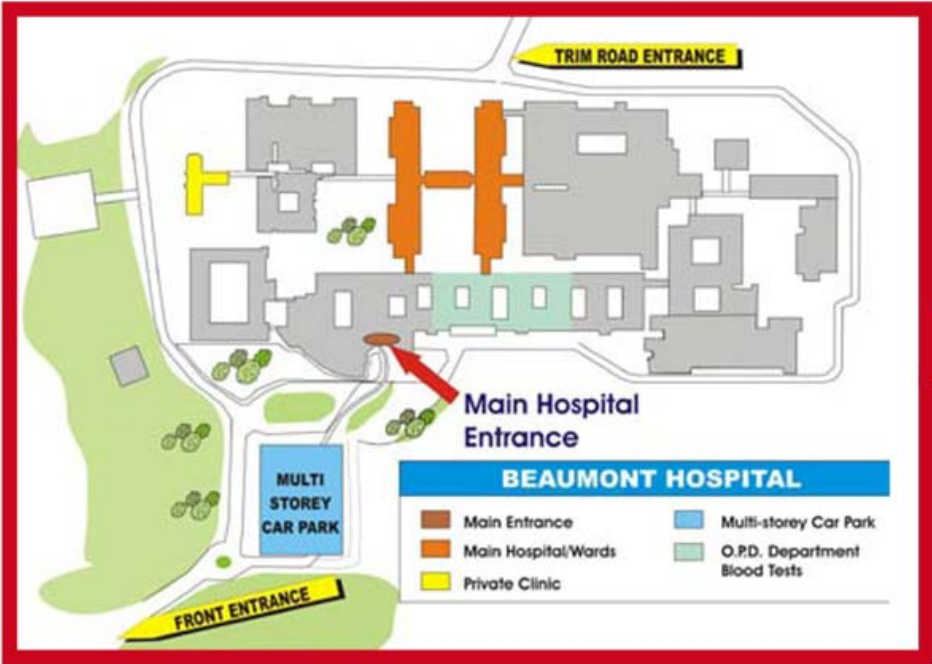 TRIM ROAD ENTRANCE
Main Hospital
Entrance
MULTI
STOREY
CAR PARK
FRONT ENTRANCE
BEAUMONT HOSPITAL
Main Entrance
Main Hospital/Wards
Private Clinic
Multi-storey Car Park
O.P.D. Department
Blood Tests